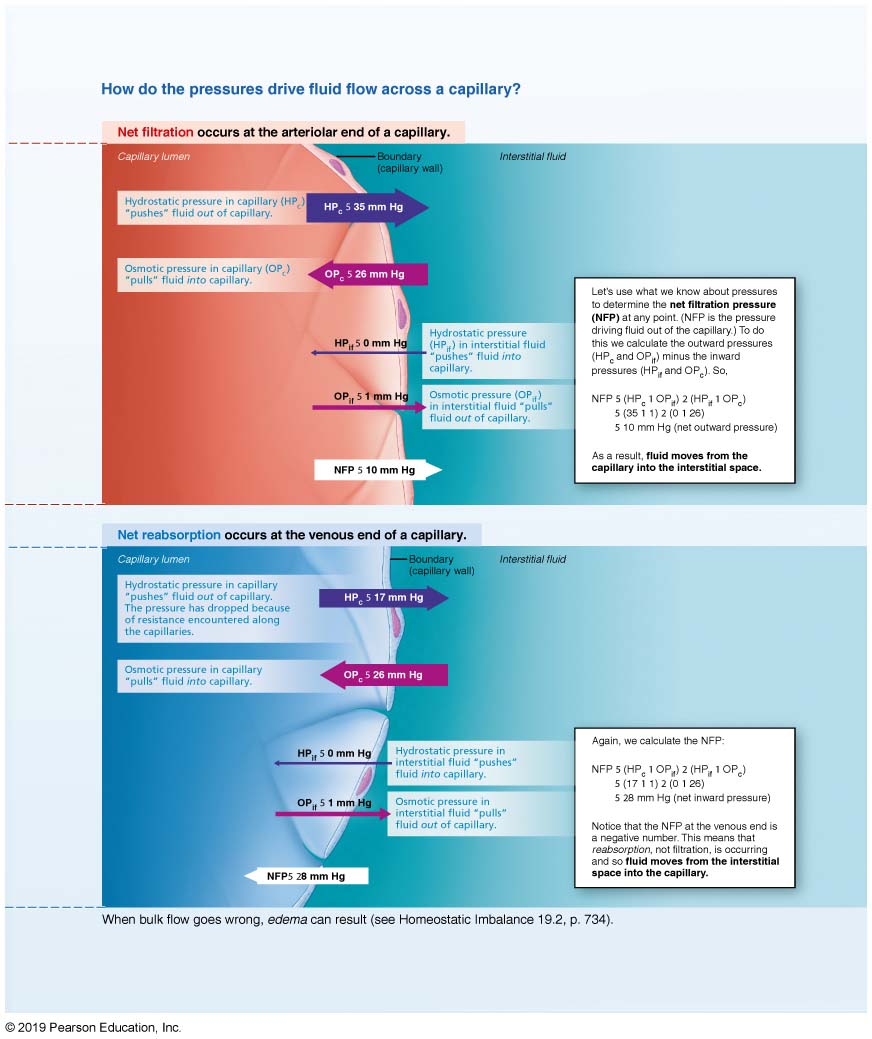 How do the pressures drive fluid flow across a capillary?
Net filtration occurs at the arteriolar end of a capillary.
Capillary lumen
Boundary
(capillary wall)
Interstitial fluid
Hydrostatic pressure in capillary (HPc)
"pushes" fluid out of capillary.
HPc 5 35 mm Hg
Osmotic pressure in capillary (OPc)
"pulls" fluid into capillary.
OPc 5 26 mm Hg
HPif 5 0 mm Hg
Hydrostatic pressure
(HPif) in interstitial fluid
"pushes" fluid into
capillary.
OPif 5 1 mm Hg
Osmotic pressure (OPif)
in interstitial fluid "pulls"
fluid out of capillary.
NFP 5 10 mm Hg
Let's use what we know about pressures
to determine the net filtration pressure
(NFP) at any point. (NFP is the pressure
driving fluid out of the capillary.) To do
this we calculate the outward pressures
(HPc and OPif) minus the inward
pressures (HPif and OPc). So,
NFP 5 (HPc 1 OPif) 2 (HPif 1 OPc)
5 (35 1 1) 2 (0 1 26)
5 10 mm Hg (net outward pressure)
As a result, fluid moves from the
capillary into the interstitial space.
Net reabsorption occurs at the venous end of a capillary.
Capillary lumen
Boundary
(capillary wall)
Interstitial fluid
Hydrostatic pressure in capillary
"pushes" fluid out of capillary.
The pressure has dropped because
of resistance encountered along
the capillaries.
HPc 5 17 mm Hg
Osmotic pressure in capillary
"pulls" fluid into capillary.
OPc 5 26 mm Hg
HPif 5 0 mm Hg
Hydrostatic pressure in
interstitial fluid "pushes"
fluid into capillary.
OPif 5 1 mm Hg
Osmotic pressure in
interstitial fluid "pulls"
fluid out of capillary.
NFP5 28 mm Hg
Again, we calculate the NFP:
NFP 5 (HPc 1 OPif) 2 (HPif 1 OPc)
5 (17 1 1) 2 (0 1 26)
5 28 mm Hg (net inward pressure)
Notice that the NFP at the venous end is
a negative number. This means that
reabsorption, not filtration, is occurring
and so fluid moves from the interstitial
space into the capillary.
When bulk flow goes wrong, edema can result (see Homeostatic Imbalance 19.2, p. 734).
© 2019 Pearson Education, Inc.